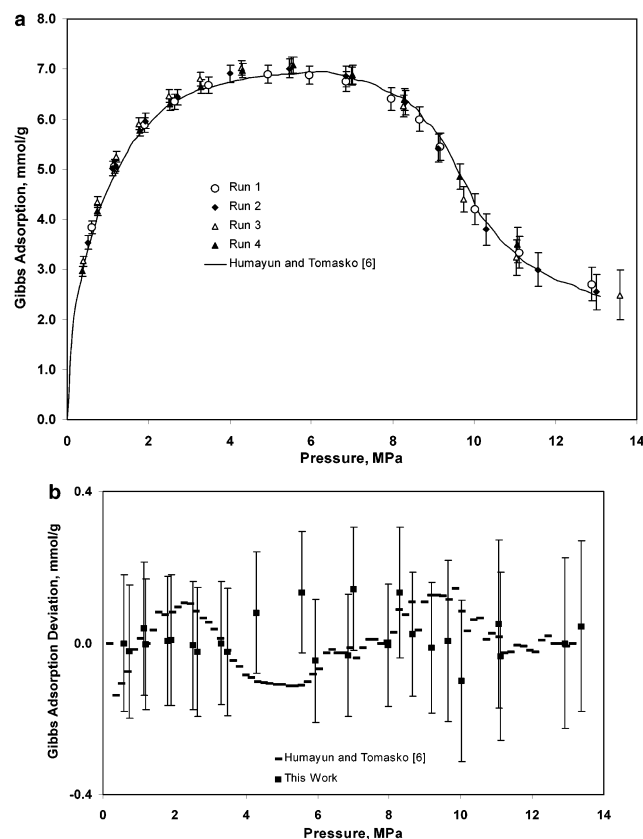 a
8.0
7.0
6.0
5.0
4.0
3.0
2.0
1.0
0.0
Gibbs Adsorption, mmol/g
Run 1
Run 2
Run 3
Run 4
Humayun and Tomasko [6]
0 2 4 6 8 10 12 14
Pressure, MPa
b
0.4
0.0
-0.4
Gibbs Adsorption Deviation, mmol/g
Humayun and Tomasko [6]
This Work
0 2 4 6 8 10 12 14
Pressure, MPa